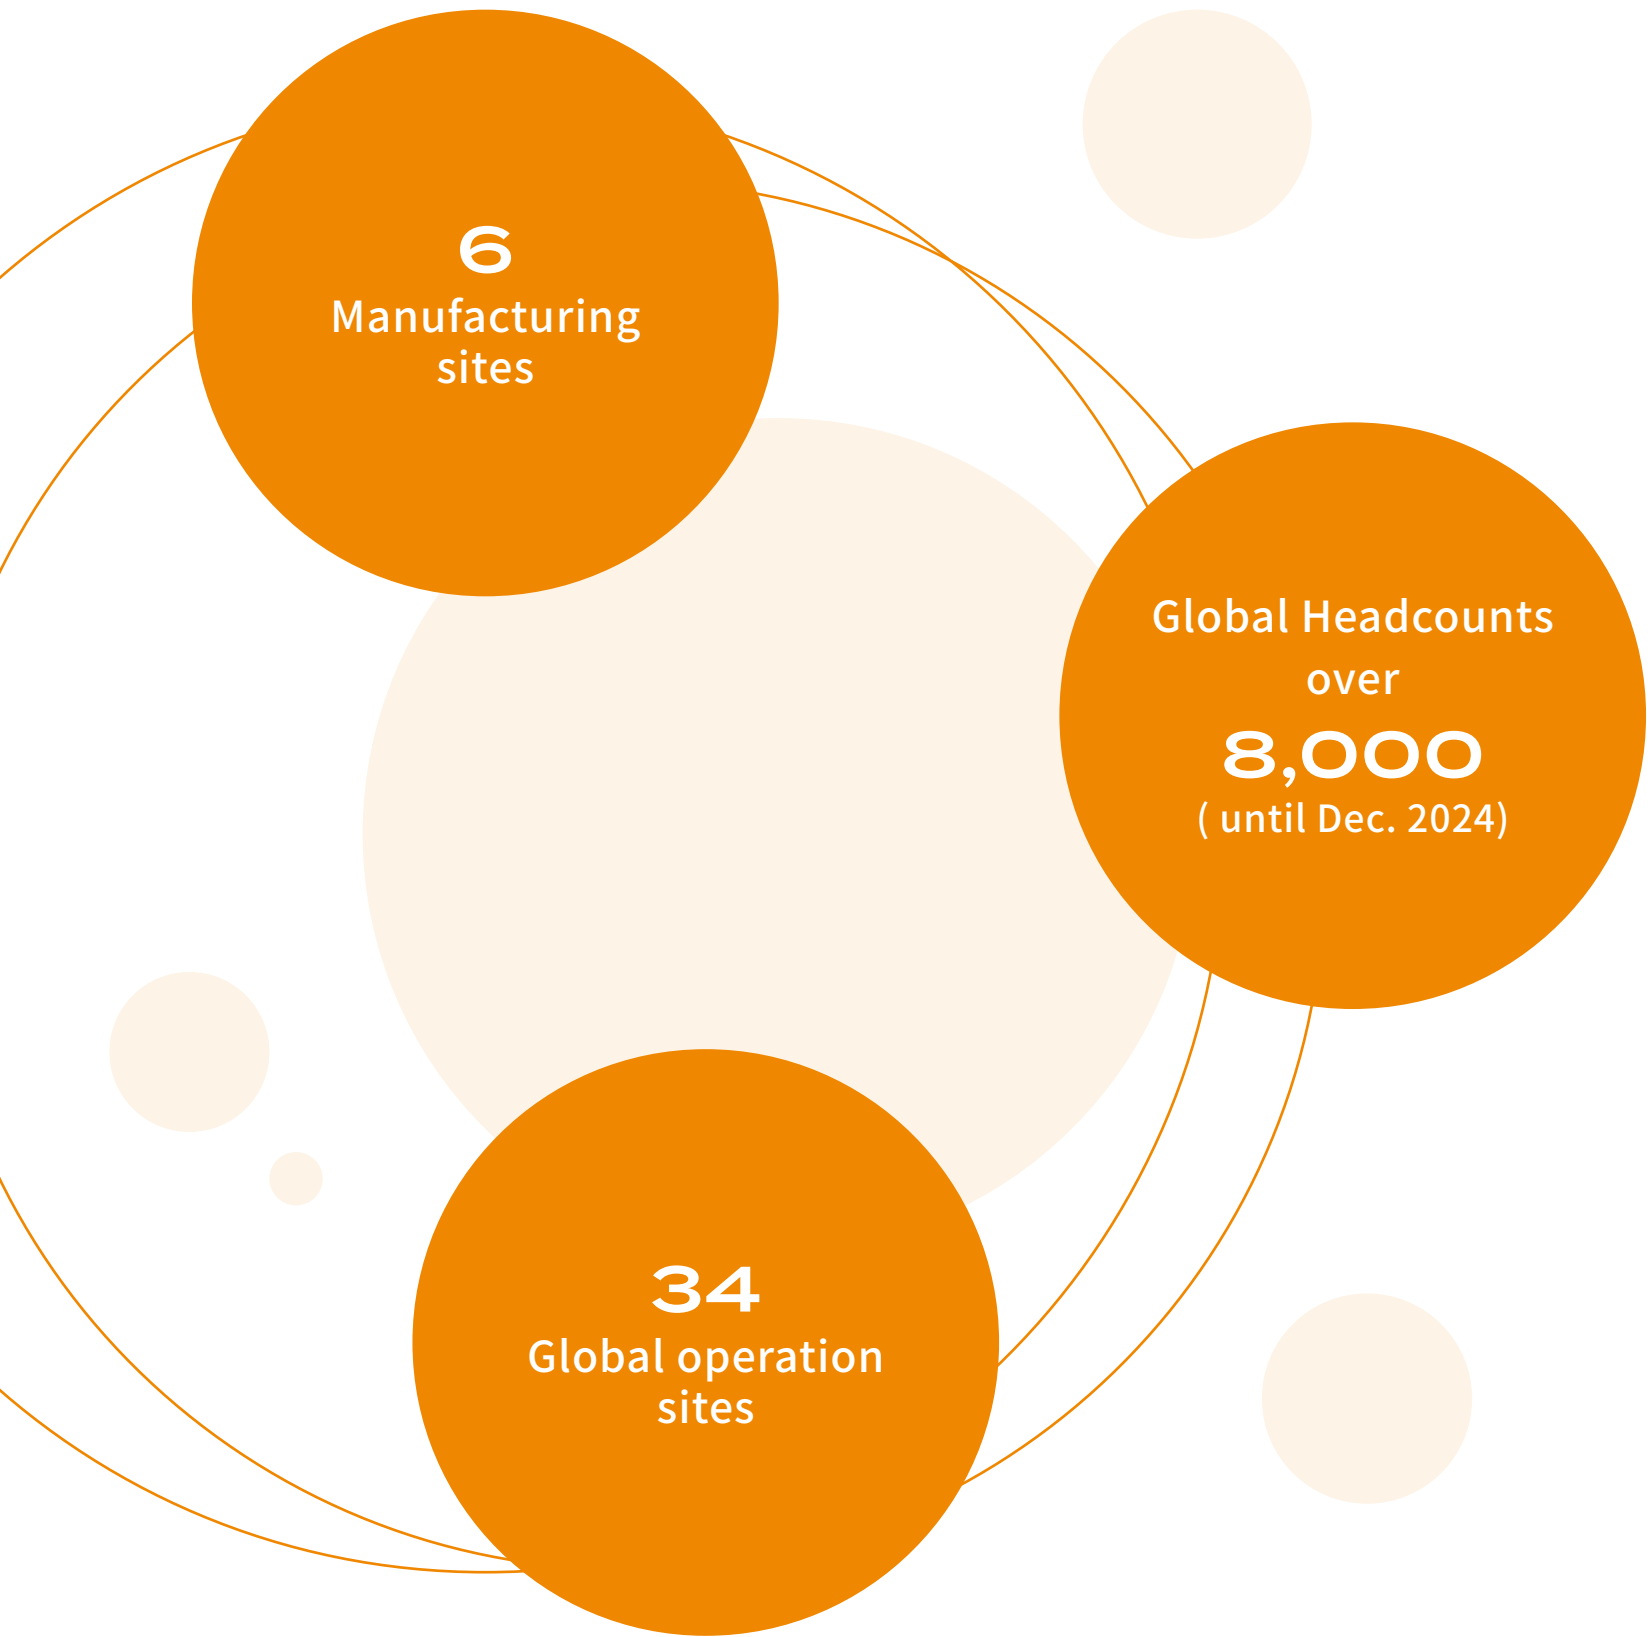 6
Manufacturing
sites
Global Headcounts
over
8,000
( until Dec. 2024)
34
Global operation
sites